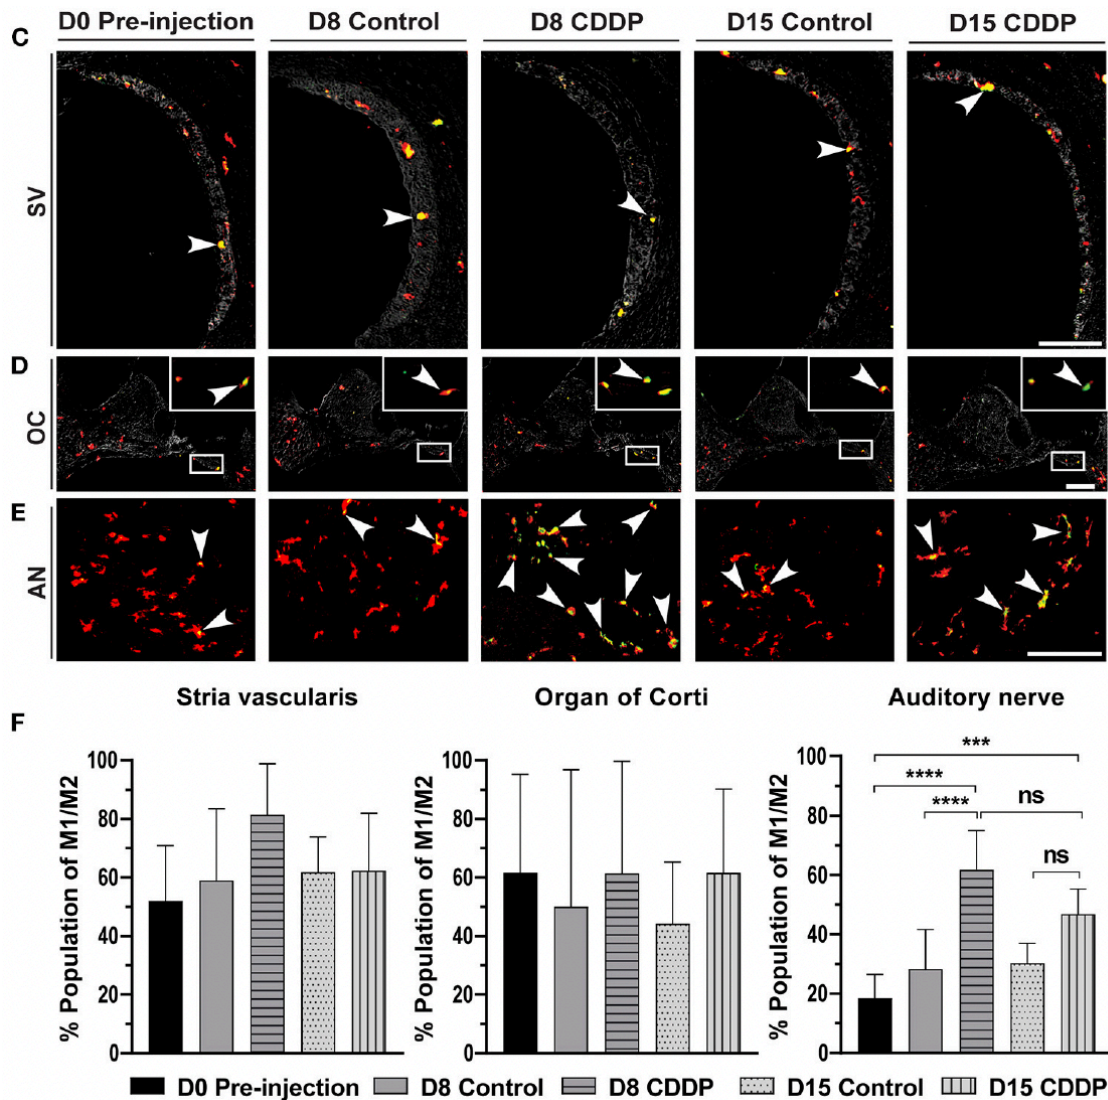 D0 Pre-injection D8 Control D8 CDDP D15 Control D15 CDDP
C
SV
D
OC
E
AN
Stria vascularis Organ of Corti Auditory nerve
F
% Population of M1/M2
100
80
60
40
20
0
% Population of M1/M2
100
80
60
40
20
0
% Population of M1/M2
100
80
60
40
20
0
***
****
**** ns
ns
D0 Pre-injection D8 Control D8 CDDP D15 Control D15 CDDP